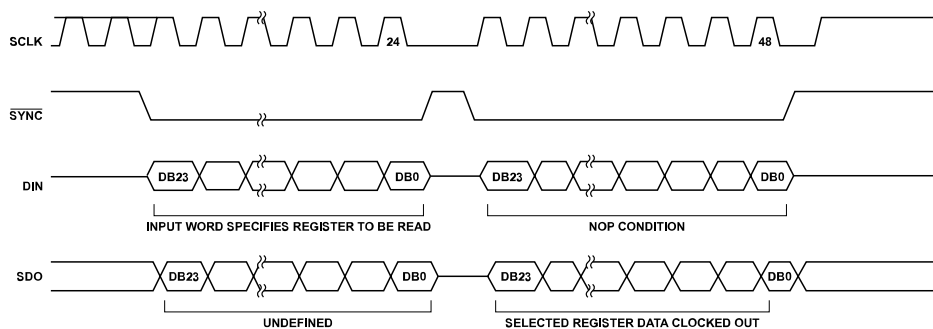 SCLK
24
48
SYNC
DIN
DB23
DB0
DB23
DB0
INPUT WORD SPECIFIES REGISTER TO BE READ
NOP CONDITION
SDO
DB23
DB0
DB23
DB0
UNDEFINED
SELECTED REGISTER DATA CLOCKED OUT